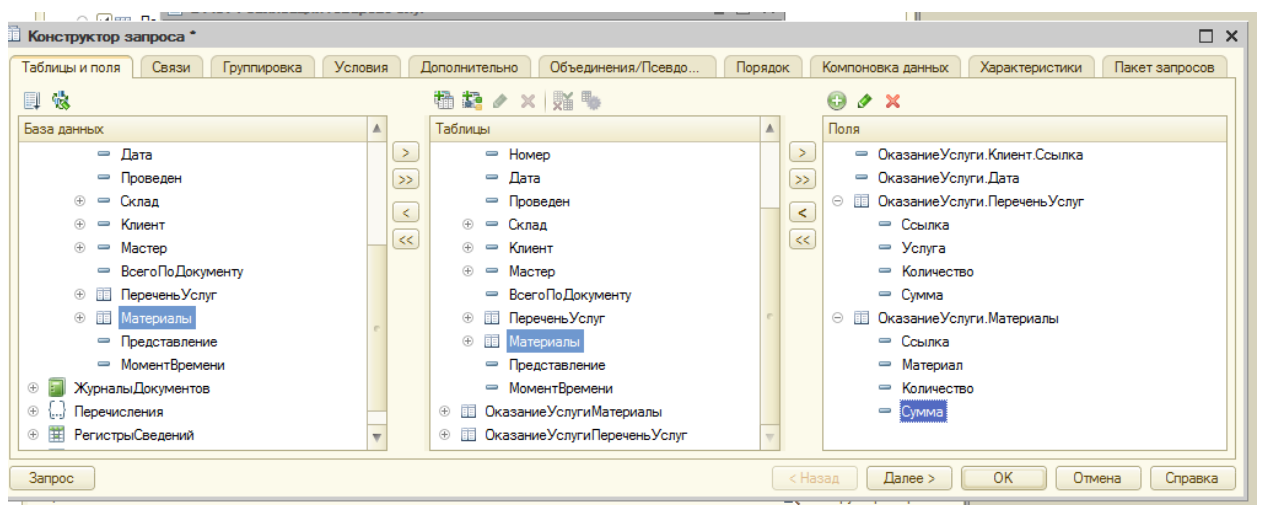 Конструктор запроса *
Таблицы и поля Связи Группировка Условия Дополнительно Объединения/Псевдо... Порядок Компоновка данных Характеристики Пакет запросов
База данных
Дата
Проведен
Склад
Клиент
Мастер
ВсегоПоДокументу
ПереченьУслуг
Материалы
Представление
МоментВремени
ЖурналыДокументов
Перечисления
РегистрыСведений
>
>>
<
<<
Таблицы
Номер
Дата
Проведен
Склад
Клиент
Мастер
ВсегоПоДокументу
ПереченьУслуг
Материалы
Представление
МоментВремени
ОказаниеУслугиМатериалы
ОказаниеУслугиПереченьУслуг
>
>>
<
<<
Поля
ОказаниеУслуги.Клиент.Ссылка
ОказаниеУслуги.Дата
ОказаниеУслуги.ПереченьУслуг
Ссылка
Услуга
Количество
Сумма
ОказаниеУслуги.Материалы
Ссылка
Материал
Количество
Сумма
Запрос < Назад Далее > ОК Отмена Справка